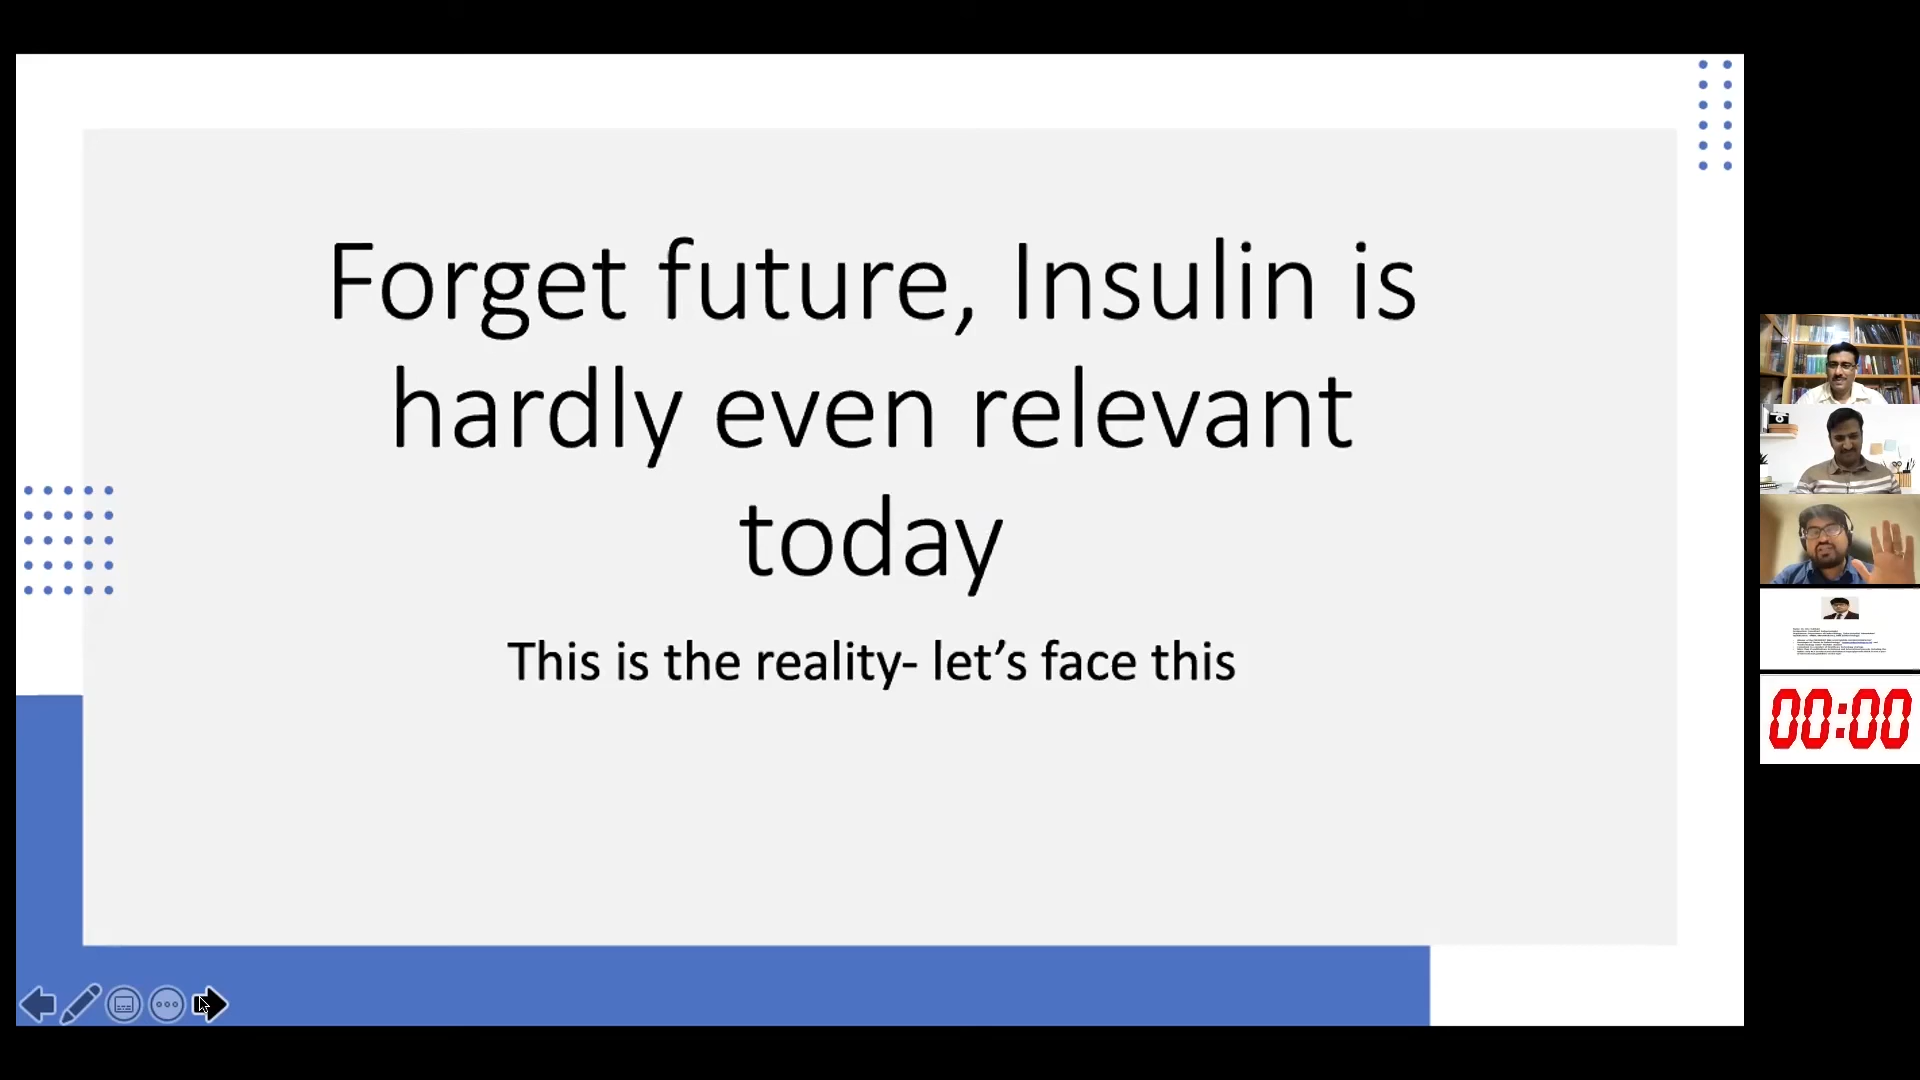 Forget future, Insulin is
hardly even relevant
today
This is the reality- let's face this
00:00